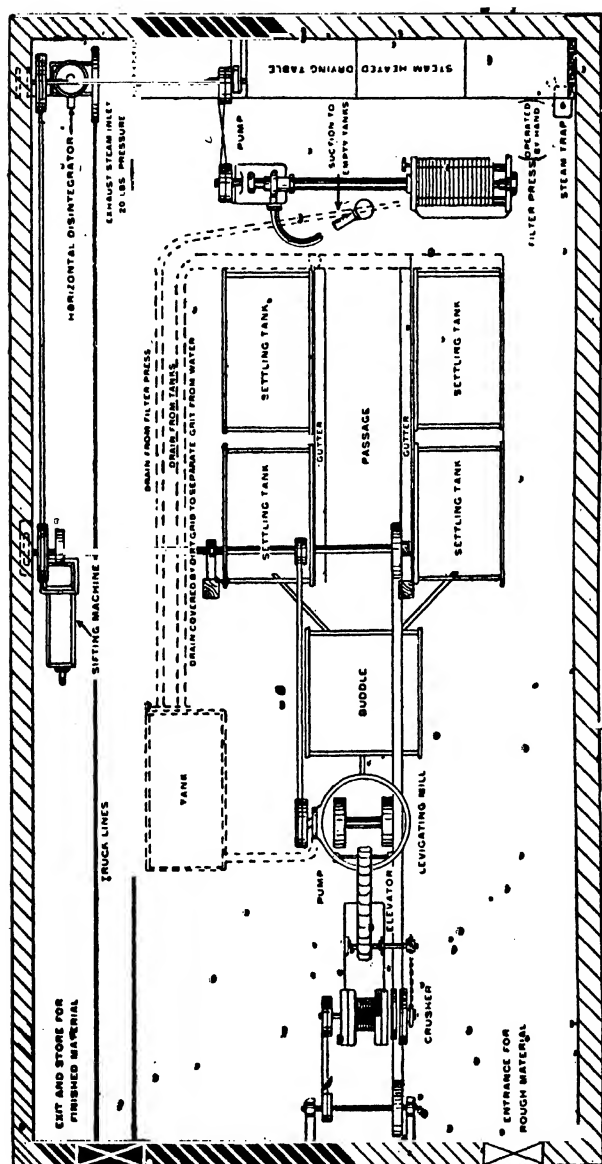 EXIT AND STORE FOR
FINISHED MATERIAL
SIFTING MACHINE
HORIZONTAL DISINTEGRATOR
TRUCK LINES
EXHAUST STEAM INLET
20 LBS. PRESSURE
DRAIN FROM FILTER PRESS
DRAIN FROM TANKS
DRAIN COVERED BY DIRT GRID TO SEPARATE GRIT FROM WATER
TANK
PUMP
SETTLING TANK
SETTLING TANK
STEAM HEATED DRYING TABLE
PUMP
GUTTER
SUCTION TO
EMPTY TANKS
BUDDLE
PASSAGE
ELEVATOR
GUTTER
LEVIGATING MILL
CRUSHER
SETTLING TANK
SETTLING TANK
ENTRANCE FOR
ROUGH MATERIAL
FILTER PRESS (OPERATED
BY HAND)
STEAM TRAP